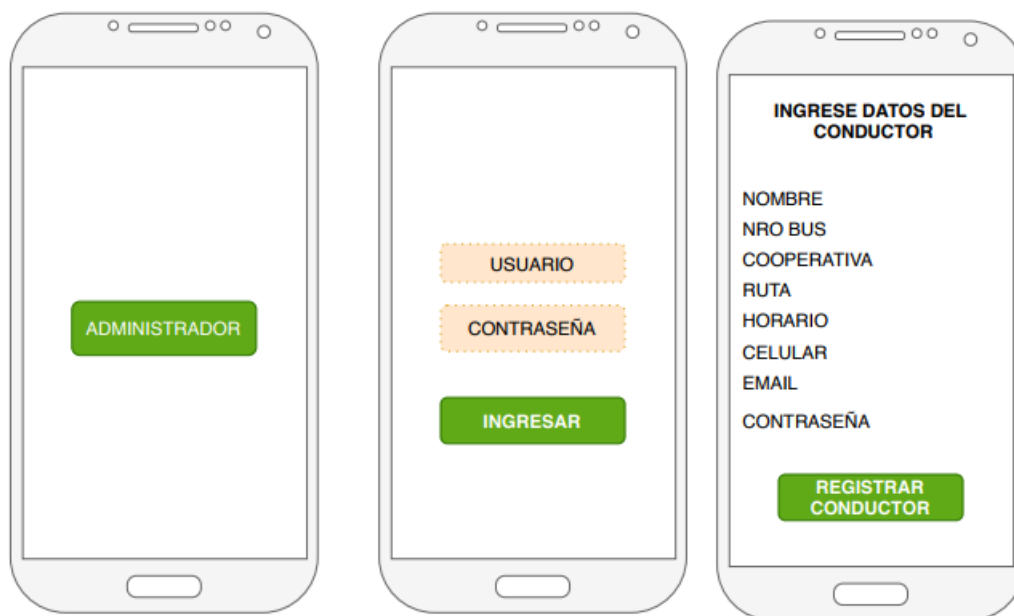 ADMINISTRADOR
USUARIO
CONTRASEÑA
INGRESAR
INGRESE DATOS DEL
CONDUCTOR
NOMBRE
NRO BUS
COOPERATIVA
RUTA
HORARIO
CELULAR
EMAIL
CONTRASEÑA
REGISTRAR
CONDUCTOR